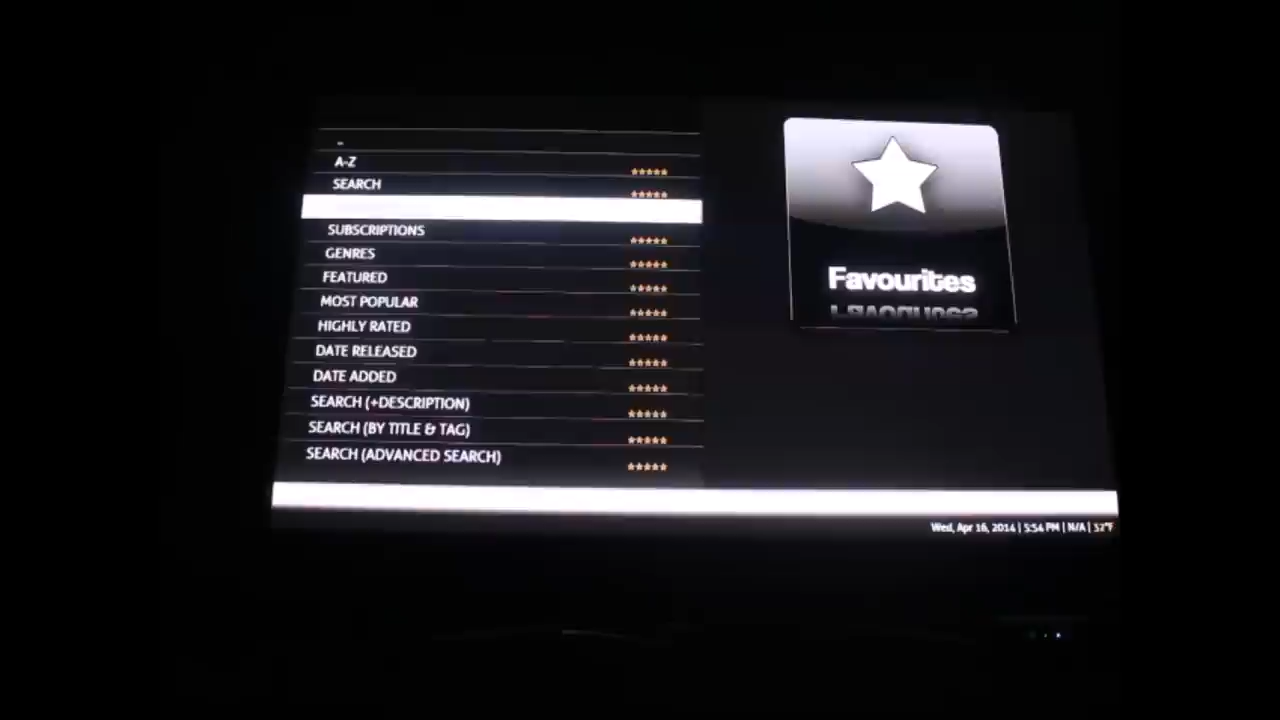 ..
A-Z
*****
SEARCH
*****
SUBSCRIPTIONS
*****
GENRES
*****
FEATURED
*****
MOST POPULAR
*****
HIGHLY RATED
*****
DATE RELEASED
*****
DATE ADDED
*****
SEARCH (+DESCRIPTION)
*****
SEARCH (BY TITLE & TAG)
*****
SEARCH (ADVANCED SEARCH)
*****
Favourites
Wed, Apr 16, 2014 | 5:54 PM | N/A | 32°F